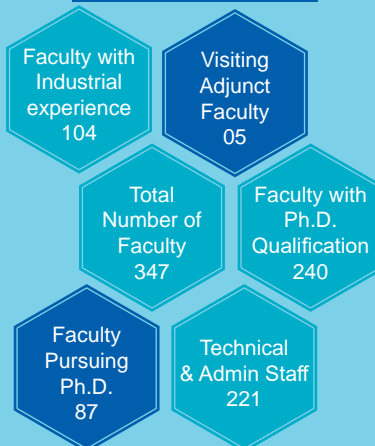 Faculty with
Industrial
experience
104
Visiting
Adjunct
Faculty
05
Total
Number of
Faculty
347
Faculty with
Ph.D.
Qualification
240
Faculty
Pursuing
Ph.D.
87
Technical
& Admin Staff
221